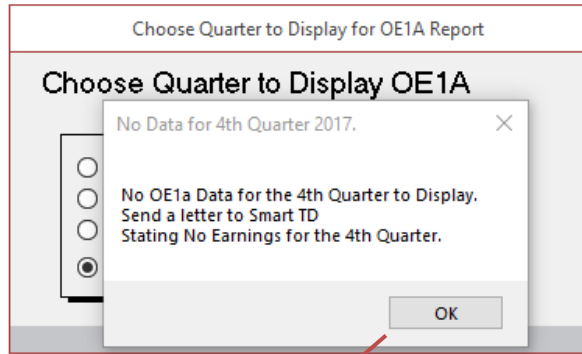 Choose Quarter to Display for OE1A Report
Choose Quarter to Display OE1A
No Data for 4th Quarter 2017.
No OE1a Data for the 4th Quarter to Display.
Send a letter to Smart TD
Stating No Earnings for the 4th Quarter.
OK